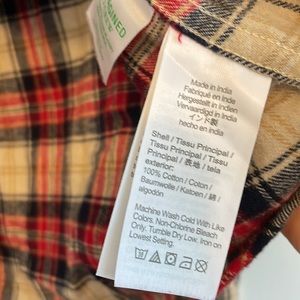 Made in India
Fabriqué en Inde
Hergestellt in Indien
Vervaardigd in India
インド製
hecho en india
Shell / Tissu Principal /
Tissu Principal / Tissu
Principal / 表地 / tela
exterior:
100% Cotton / Coton /
Baumwolle / Katoen / 綿 /
algodón
Machine Wash Cold With Like
Colors. Non-Chlorine Bleach
Only. Tumble Dry Low. Iron on
Lowest Setting.